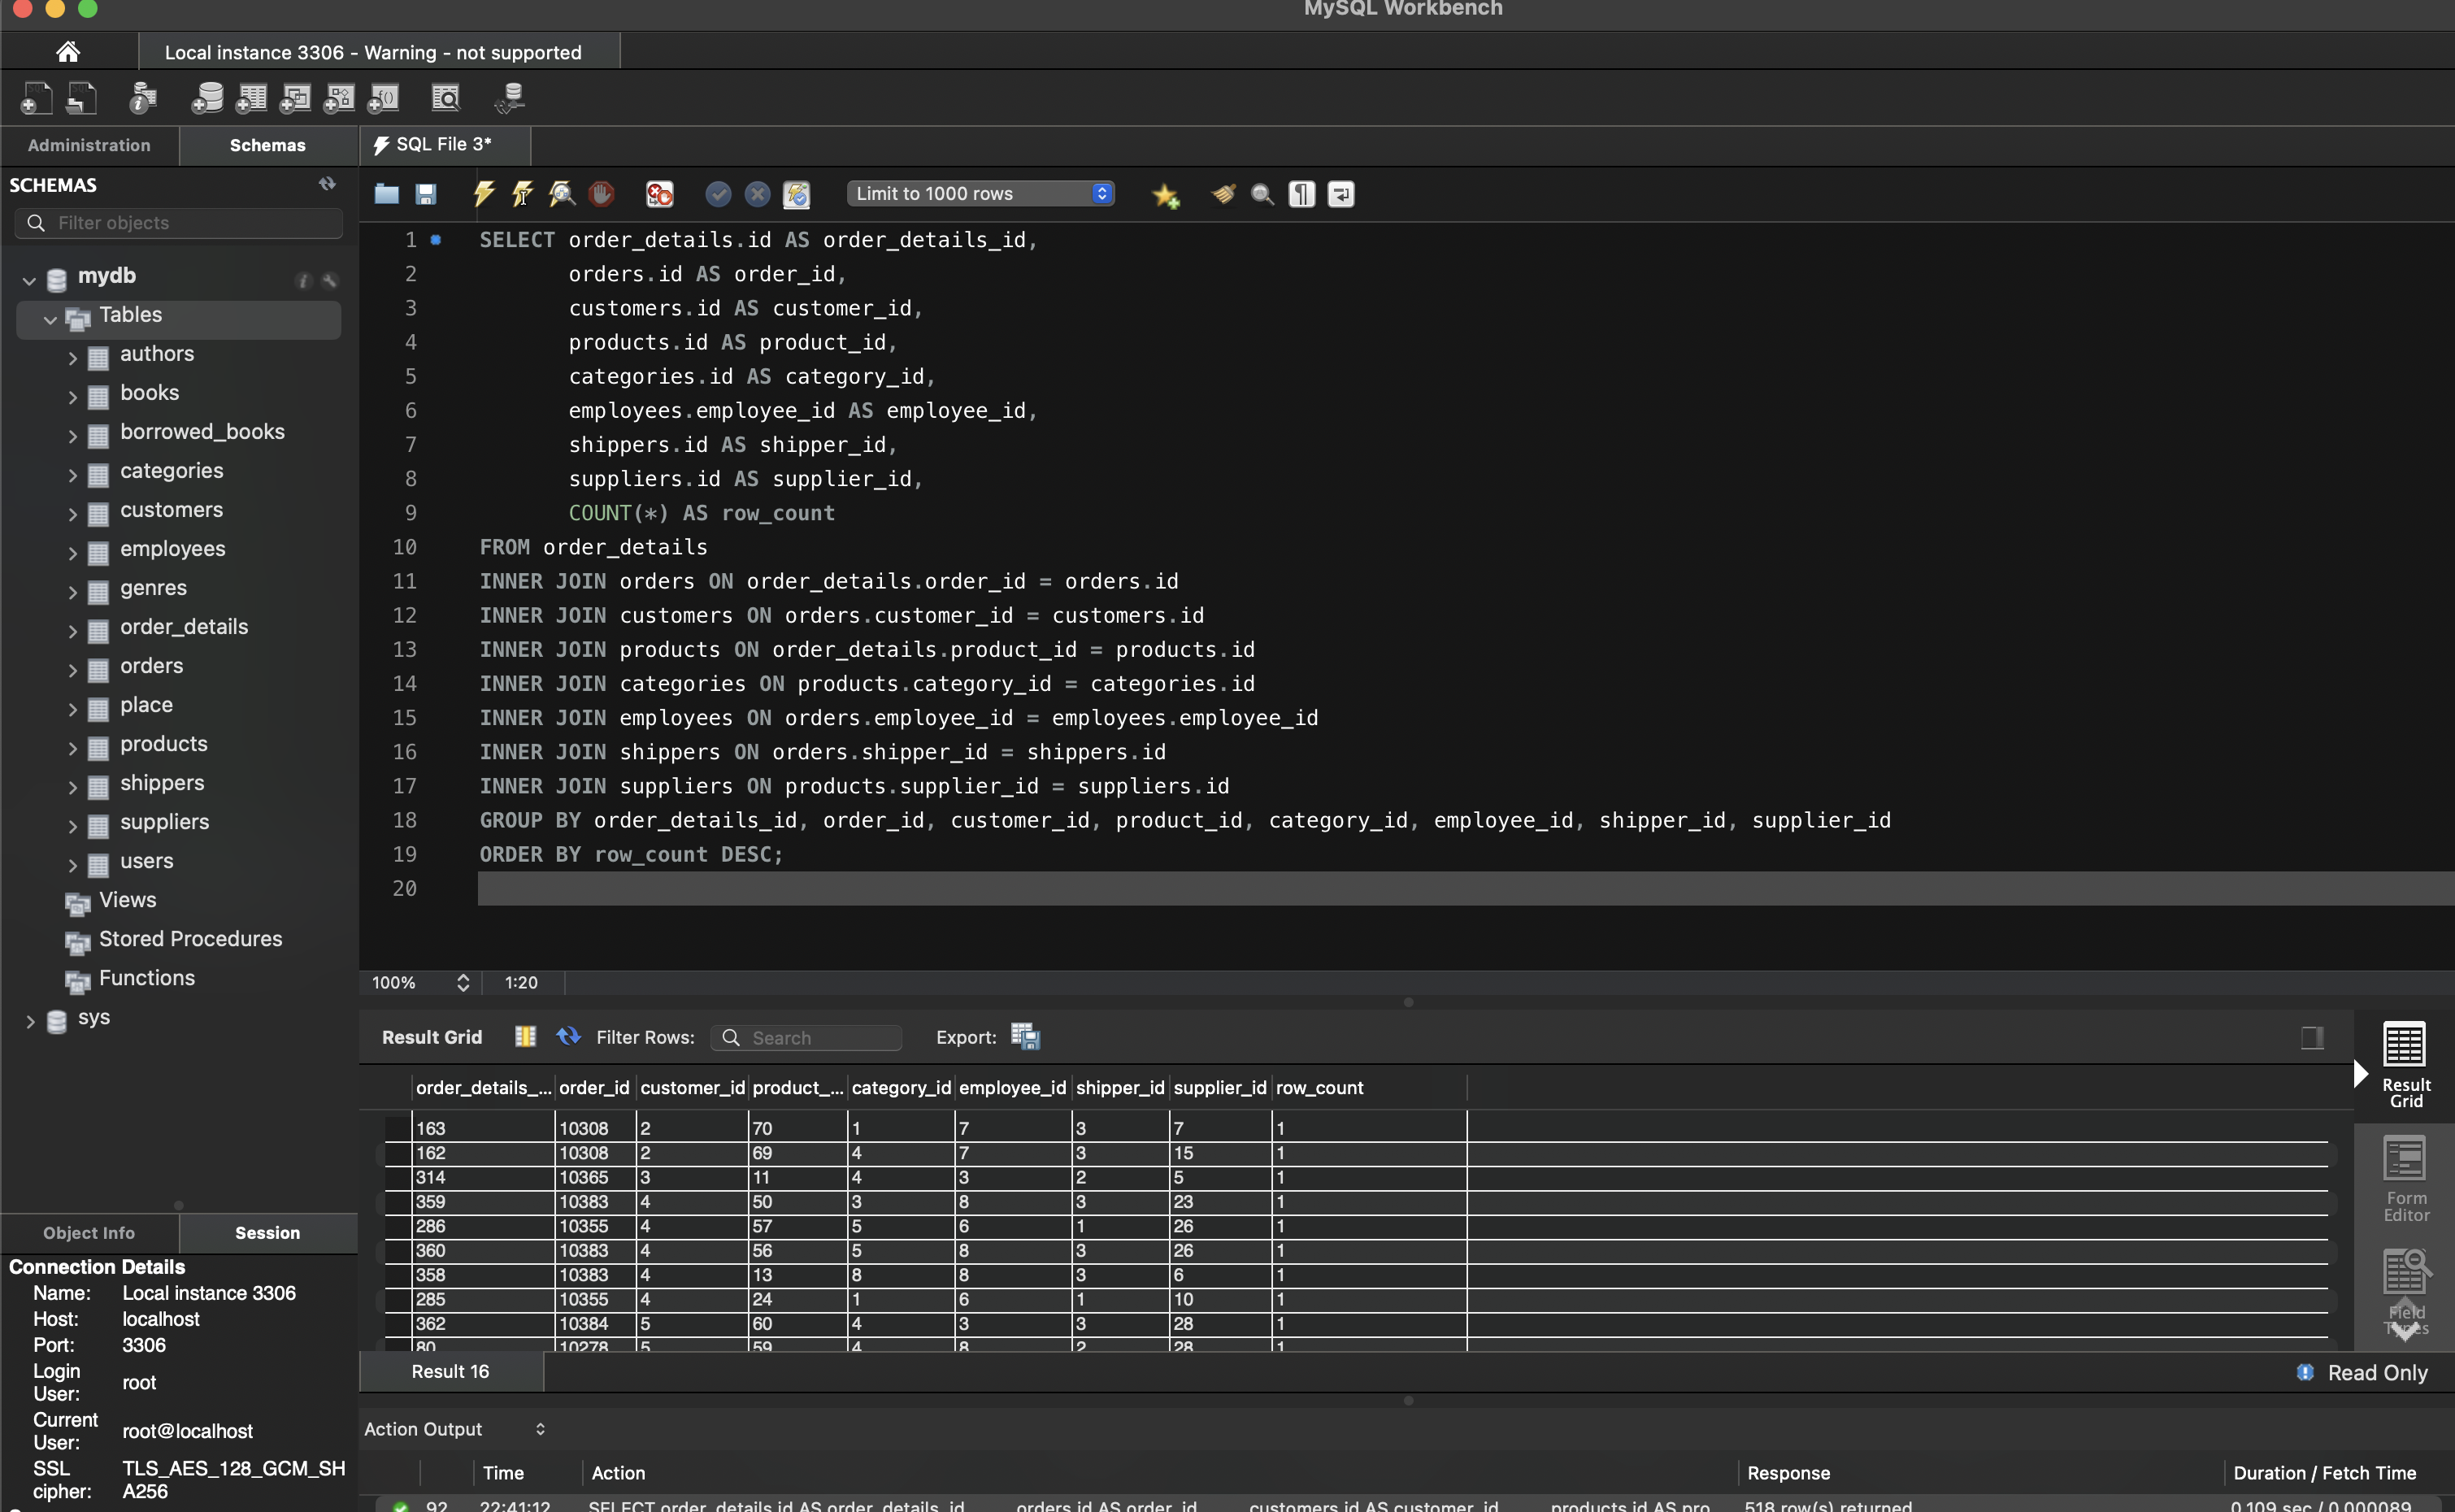 MySQL Workbench
Local instance 3306 - Warning - not supported
Administration
Schemas
SQL File 3*
SCHEMAS
Filter objects
Limit to 1000 rows
mydb
Tables
authors
books
borrowed_books
categories
customers
employees
genres
order_details
orders
place
products
shippers
suppliers
users
Views
Stored Procedures
Functions
sys
1 SELECT order_details.id AS order_details_id,
2 orders.id AS order_id,
3 customers.id AS customer_id,
4 products.id AS product_id,
5 categories.id AS category_id,
6 employees.employee_id AS employee_id,
7 shippers.id AS shipper_id,
8 suppliers.id AS supplier_id,
9 COUNT(*) AS row_count
10 FROM order_details
11 INNER JOIN orders ON order_details.order_id = orders.id
12 INNER JOIN customers ON orders.customer_id = customers.id
13 INNER JOIN products ON order_details.product_id = products.id
14 INNER JOIN categories ON products.category_id = categories.id
15 INNER JOIN employees ON orders.employee_id = employees.employee_id
16 INNER JOIN shippers ON orders.shipper_id = shippers.id
17 INNER JOIN suppliers ON products.supplier_id = suppliers.id
18 GROUP BY order_details_id, order_id, customer_id, product_id, category_id, employee_id, shipper_id, supplier_id
19 ORDER BY row_count DESC;
20
100% 1:20
Result Grid Filter Rows: Search Export:
order_details_... order_id customer_id product_... category_id employee_id shipper_id supplier_id row_count
163 10308 2 70 1 7 3 7 1
162 10308 2 69 4 7 3 15 1
314 10365 3 11 4 3 2 5 1
359 10383 4 50 3 8 3 23 1
286 10355 4 57 5 6 1 26 1
360 10383 4 56 5 8 3 26 1
358 10383 4 13 8 8 3 6 1
285 10355 4 24 1 6 1 10 1
362 10384 5 60 4 3 3 28 1
80 10278 5 59 4 8 2 28 1
Result
Grid
Form
Editor
Field
Types
Result 16
Read Only
Object Info
Session
Connection Details
Name: Local instance 3306
Host: localhost
Port: 3306
Login
User: root
Current
User: root@localhost
SSL
cipher: TLS_AES_128_GCM_SH
A256
Action Output
Time Action Response Duration / Fetch Time
92 22:41:12 SELECT order_details.id AS order_details_id, orders.id AS order_id, customers.id AS customer_id, products.id AS pro... 518 row(s) returned 0.109 sec / 0.000089...